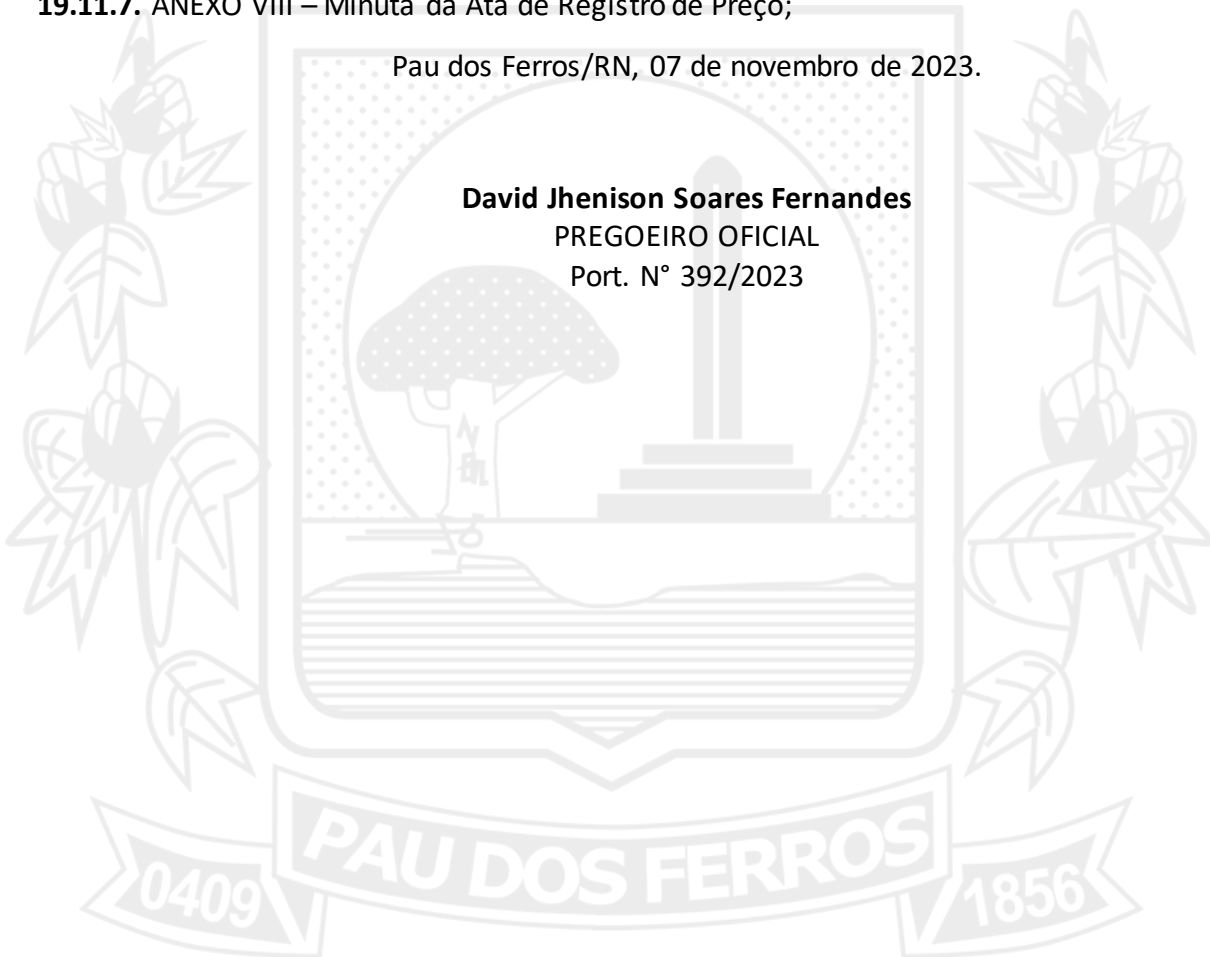 19.11.7. ANEXO VIII – Minuta da Ata de Registro de Preço;
Pau dos Ferros/RN, 07 de novembro de 2023.
David Jhenison Soares Fernandes
PREGOEIRO OFICIAL
Port. N° 392/2023
PAU DOS FERROS
0409
1856